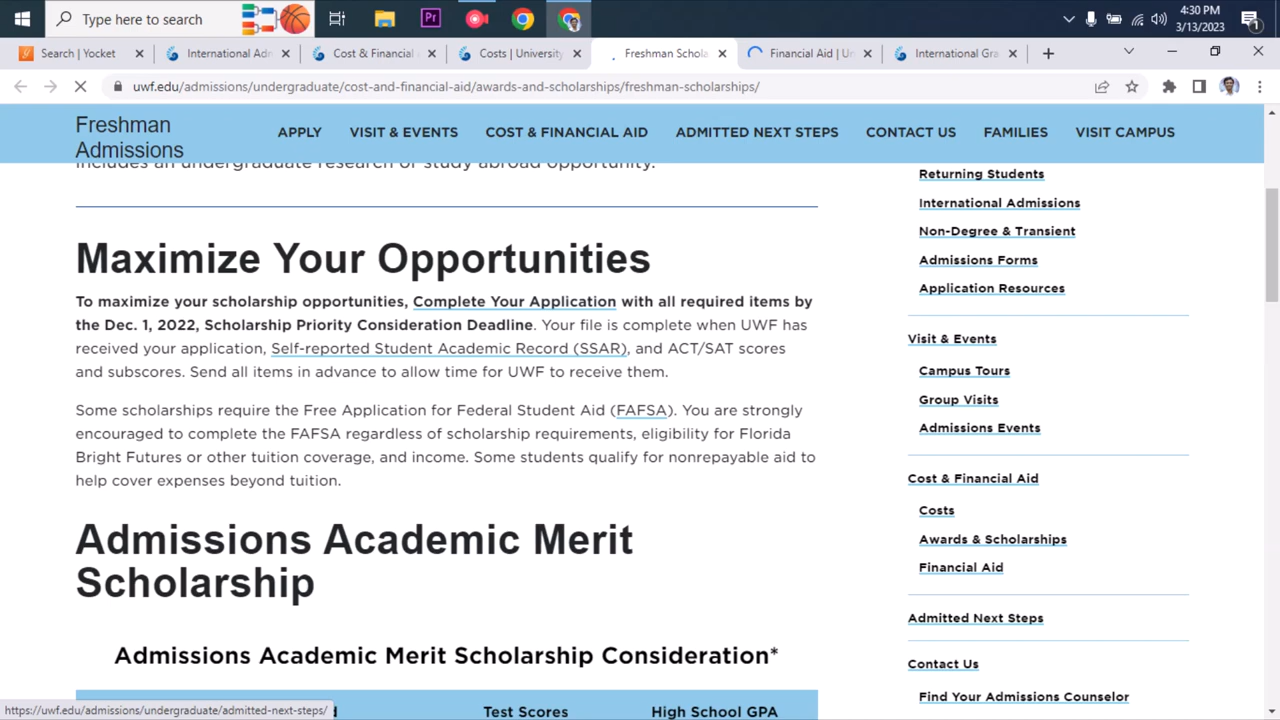 Type here to search
Pr
4:30 PM
3/13/2023
1
Search | Yocket
International Adm
Cost & Financial
Costs | University
Freshman Schola
Financial Aid | Un
International Gra
uwf.edu/admissions/undergraduate/cost-and-financial-aid/awards-and-scholarships/freshman-scholarships/
Freshman
Admissions
APPLY
VISIT & EVENTS
COST & FINANCIAL AID
ADMITTED NEXT STEPS
CONTACT US
FAMILIES
VISIT CAMPUS
includes an undergraduate research or study abroad opportunity.
Maximize Your Opportunities
To maximize your scholarship opportunities, Complete Your Application with all required items by
the Dec. 1, 2022, Scholarship Priority Consideration Deadline. Your file is complete when UWF has
received your application, Self-reported Student Academic Record (SSAR), and ACT/SAT scores
and subscores. Send all items in advance to allow time for UWF to receive them.
Some scholarships require the Free Application for Federal Student Aid (FAFSA). You are strongly
encouraged to complete the FAFSA regardless of scholarship requirements, eligibility for Florida
Bright Futures or other tuition coverage, and income. Some students qualify for nonrepayable aid to
help cover expenses beyond tuition.
Admissions Academic Merit
Scholarship
Admissions Academic Merit Scholarship Consideration*
Test Scores
High School GPA
Returning Students
International Admissions
Non-Degree & Transient
Admissions Forms
Application Resources
Visit & Events
Campus Tours
Group Visits
Admissions Events
Cost & Financial Aid
Costs
Awards & Scholarships
Financial Aid
Admitted Next Steps
Contact Us
Find Your Admissions Counselor
https://uwf.edu/admissions/undergraduate/admitted-next-steps/